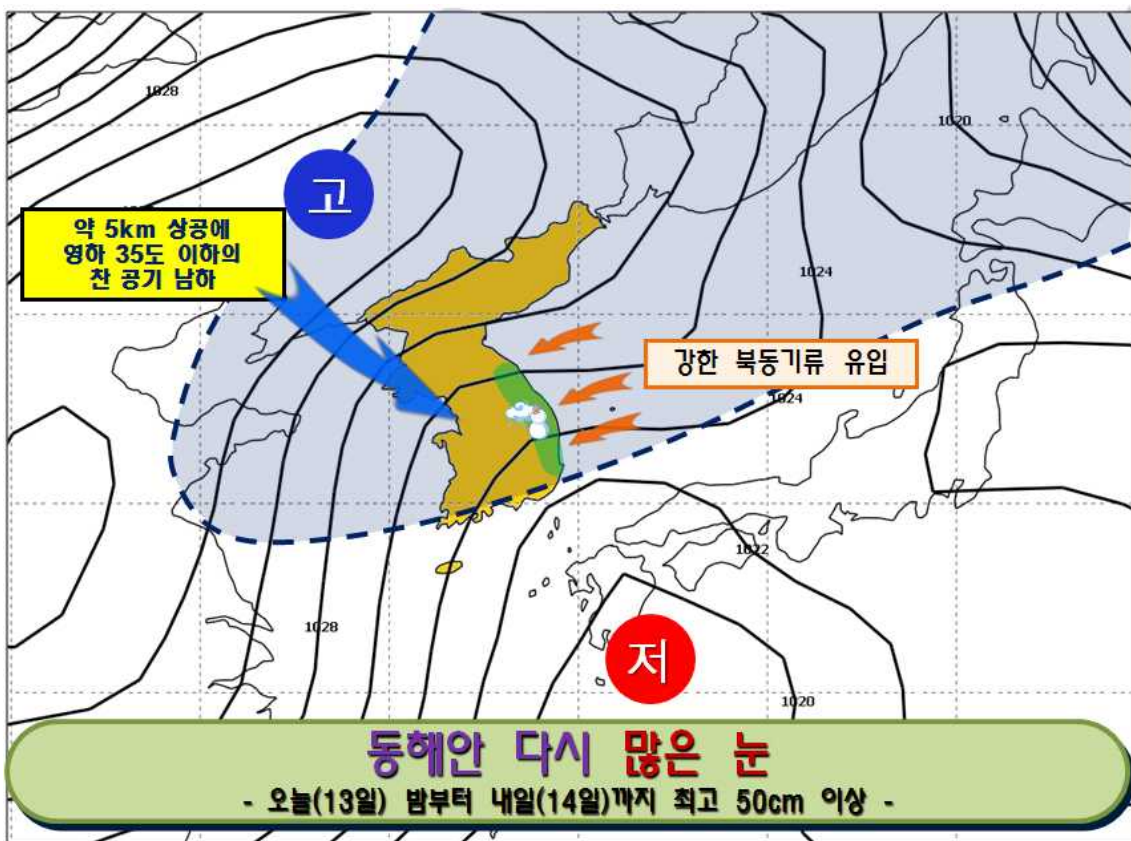 1028
1020
고
약 5km 상공에
영하 35도 이하의
찬 공기 남하
1024
강한 북동기류 유입
1024
1022
1028
저
1020
동해안 다시 많은 눈
- 오늘(13일) 밤부터 내일(14일)까지 최고 50cm 이상 -